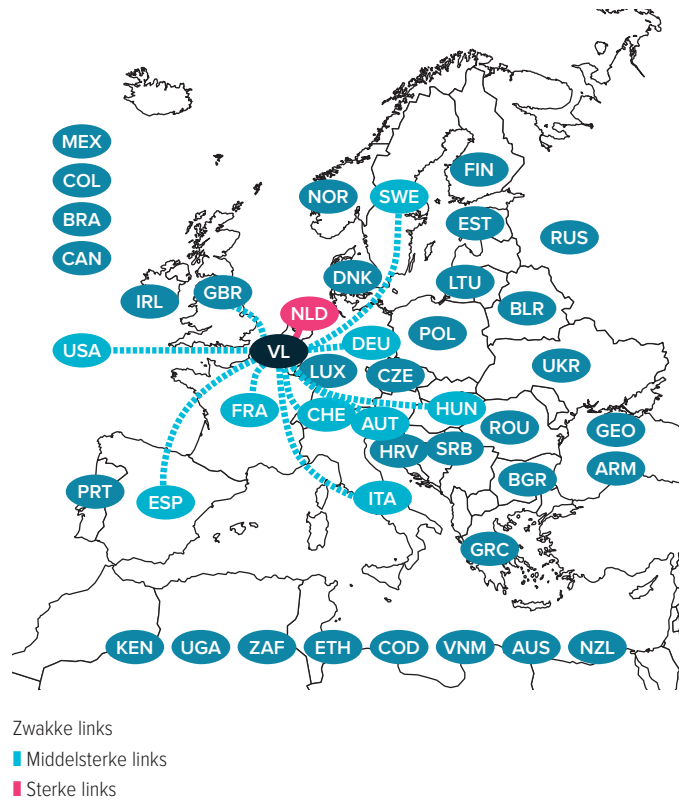 MEX
COL
BRA
CAN
FIN
NOR
SWE
EST
RUS
DNK
LTU
IRL
GBR
BLR
NLD
POL
USA
VL
DEU
UKR
LUX
CZE
FRA
CHE
AUT
HUN
ROU
GEO
HRV
SRB
ARM
PRT
ESP
ITA
BGR
GRC
KEN
UGA
ZAF
ETH
COD
VNM
AUS
NZL
Zwakke links
Middelsterke links
Sterke links